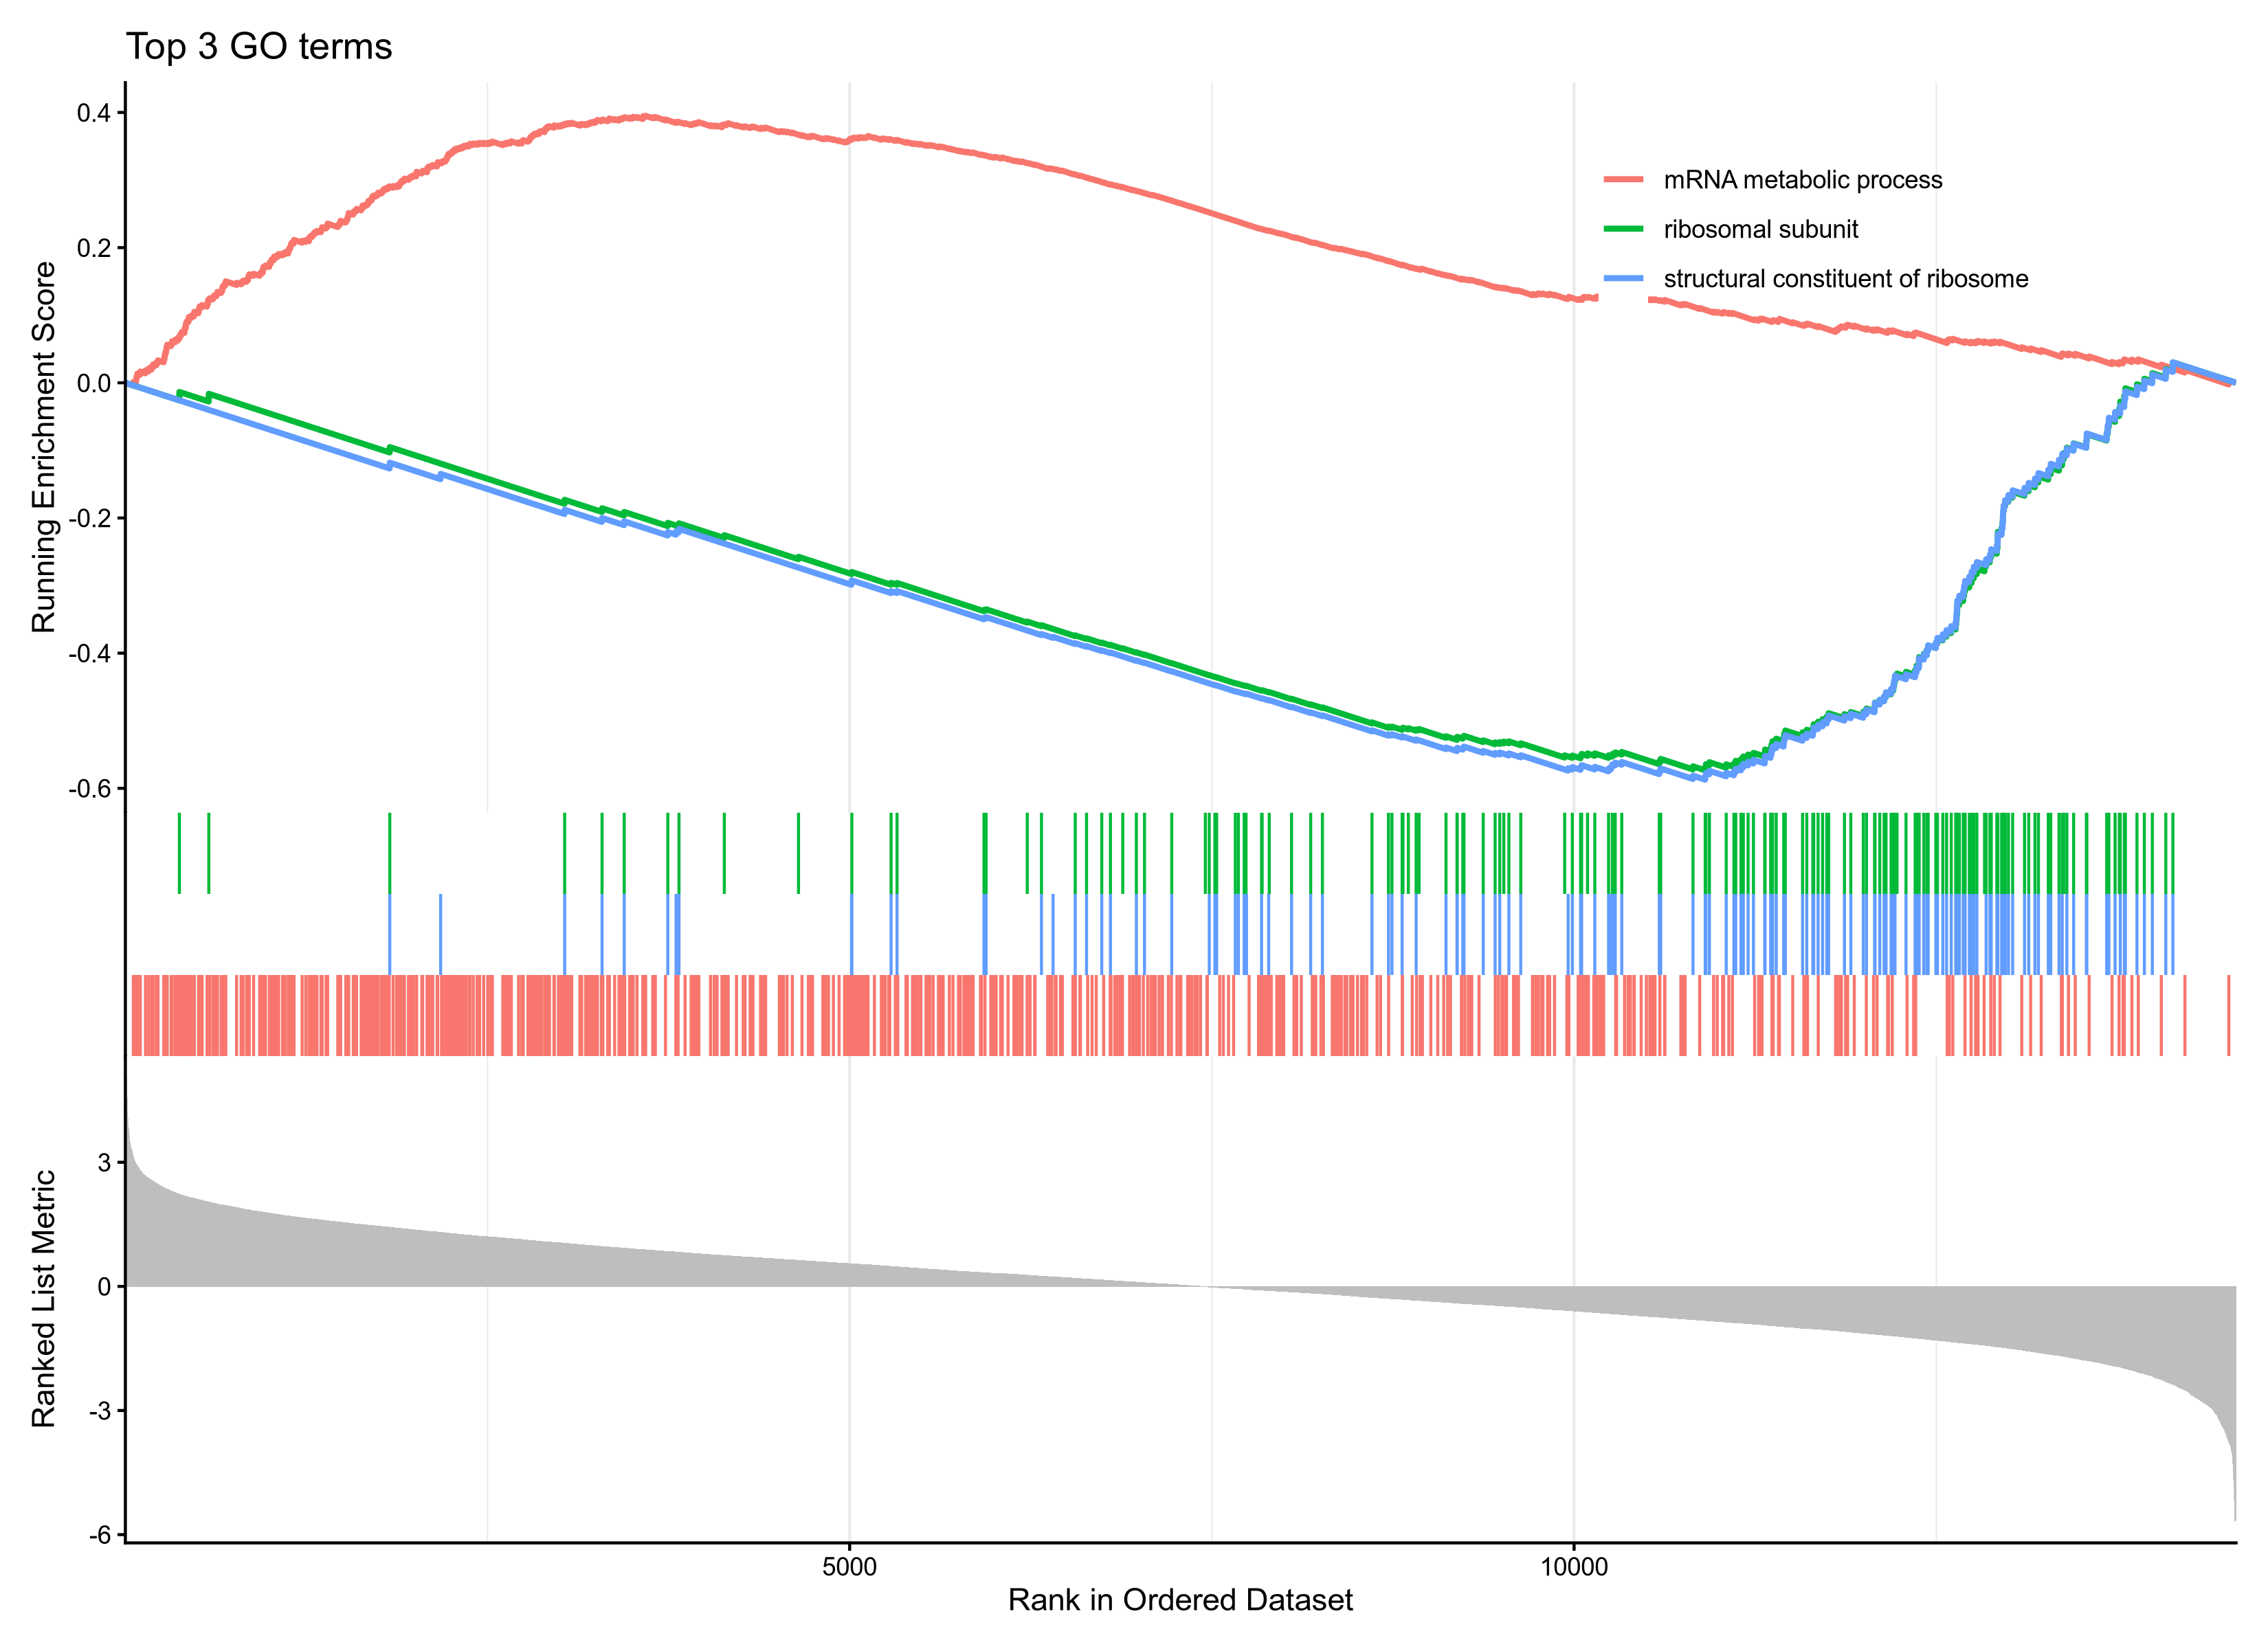 Top 3 GO terms
Running Enrichment Score
0.4
0.2
0.0
-0.2
-0.4
-0.6
mRNA metabolic process
ribosomal subunit
structural constituent of ribosome
Ranked List Metric
3
0
-3
-6
5000
10000
Rank in Ordered Dataset